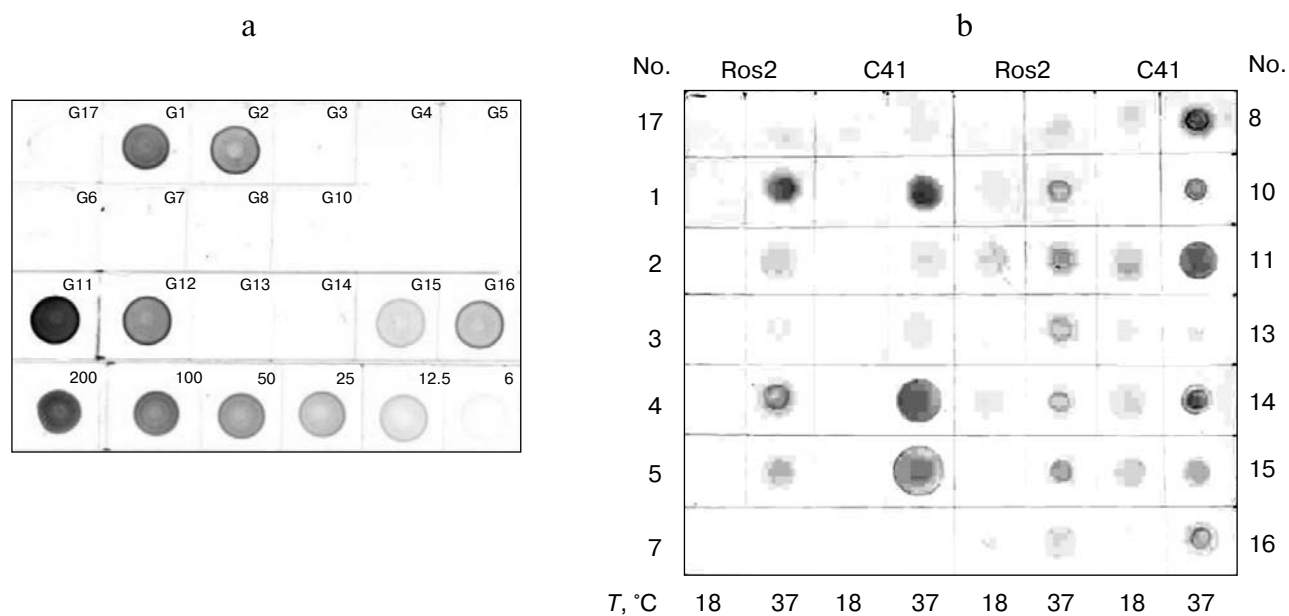 a
G17 G1 G2 G3 G4 G5
G6 G7 G8 G10
G11 G12 G13 G14 G15 G16
200 100 50 25 12.5 6
b
No. Ros2 C41 Ros2 C41 No.
17 8
1 10
2 11
3 13
4 14
5 15
7 16
T, °C 18 37 18 37 18 37 18 37